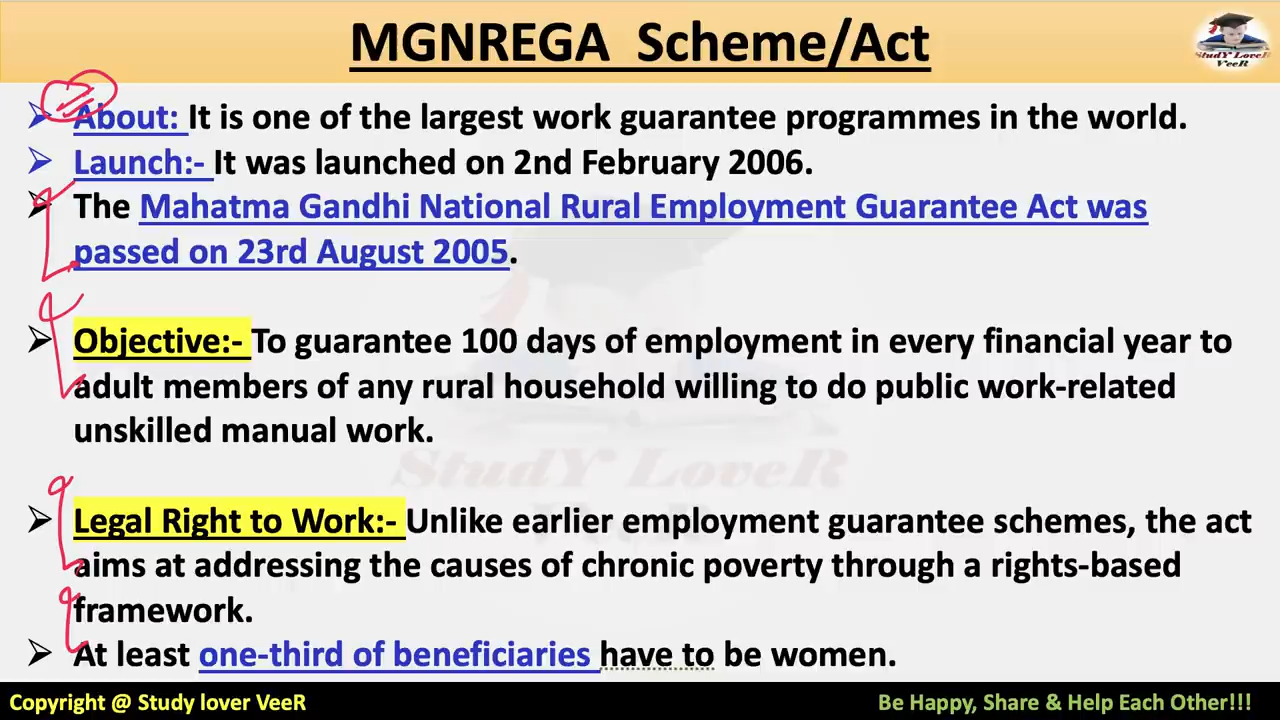 MGNREGA Scheme/Act
StudY LoveR
VeeR
➢ About: It is one of the largest work guarantee programmes in the world.
➢ Launch:- It was launched on 2nd February 2006.
➢ The Mahatma Gandhi National Rural Employment Guarantee Act was
passed on 23rd August 2005.
➢ Objective:- To guarantee 100 days of employment in every financial year to
adult members of any rural household willing to do public work-related
unskilled manual work.
StudY LoveR
VeeR
➢ Legal Right to Work:- Unlike earlier employment guarantee schemes, the act
aims at addressing the causes of chronic poverty through a rights-based
framework.
➢ At least one-third of beneficiaries have to be women.
Copyright @ Study lover VeeR
Be Happy, Share & Help Each Other!!!